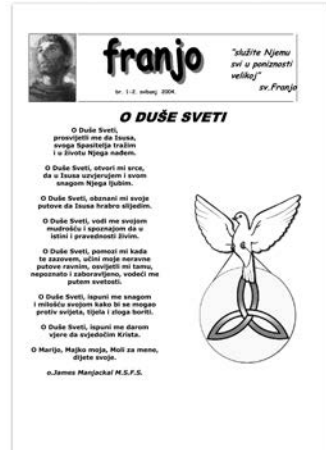 franjo
br. 1-2. svibanj 2004.
"služite Njemu
svi u poniznosti
velikoj"
sv.Franjo
O DUŠE SVETI
O Duše Sveti,
prosvijetli me da Isusa,
svoga Spasitelja tražim
i u životu Njega nađem.
O Duše Sveti, otvori mi srce,
da u Isusa uzvjerujem i svom
snagom Njega ljubim.
O Duše Sveti, obznani mi svoje
putove da Isusa hrabro slijedim.
O Duše Sveti, vodi me svojom
mudrošću i spoznajom da u
istini i pravednosti živim.
O Duše Sveti, pomozi mi kada
te zazovem, učini moje neravne
putove ravnim, osvijetli mi tamu,
nepoznato i zaboravljeno, vodeći me
putem svetosti.
O Duše Sveti, ispuni me snagom
i milošću svojom kako bi se mogao
protiv svijeta, tijela i zloga boriti.
O Duše Sveti, ispuni me darom
vjere da svjedočim Krista.
O Marijo, Majko moja, Moli za mene,
dijete svoje.
o.James Manjackal M.S.F.S.